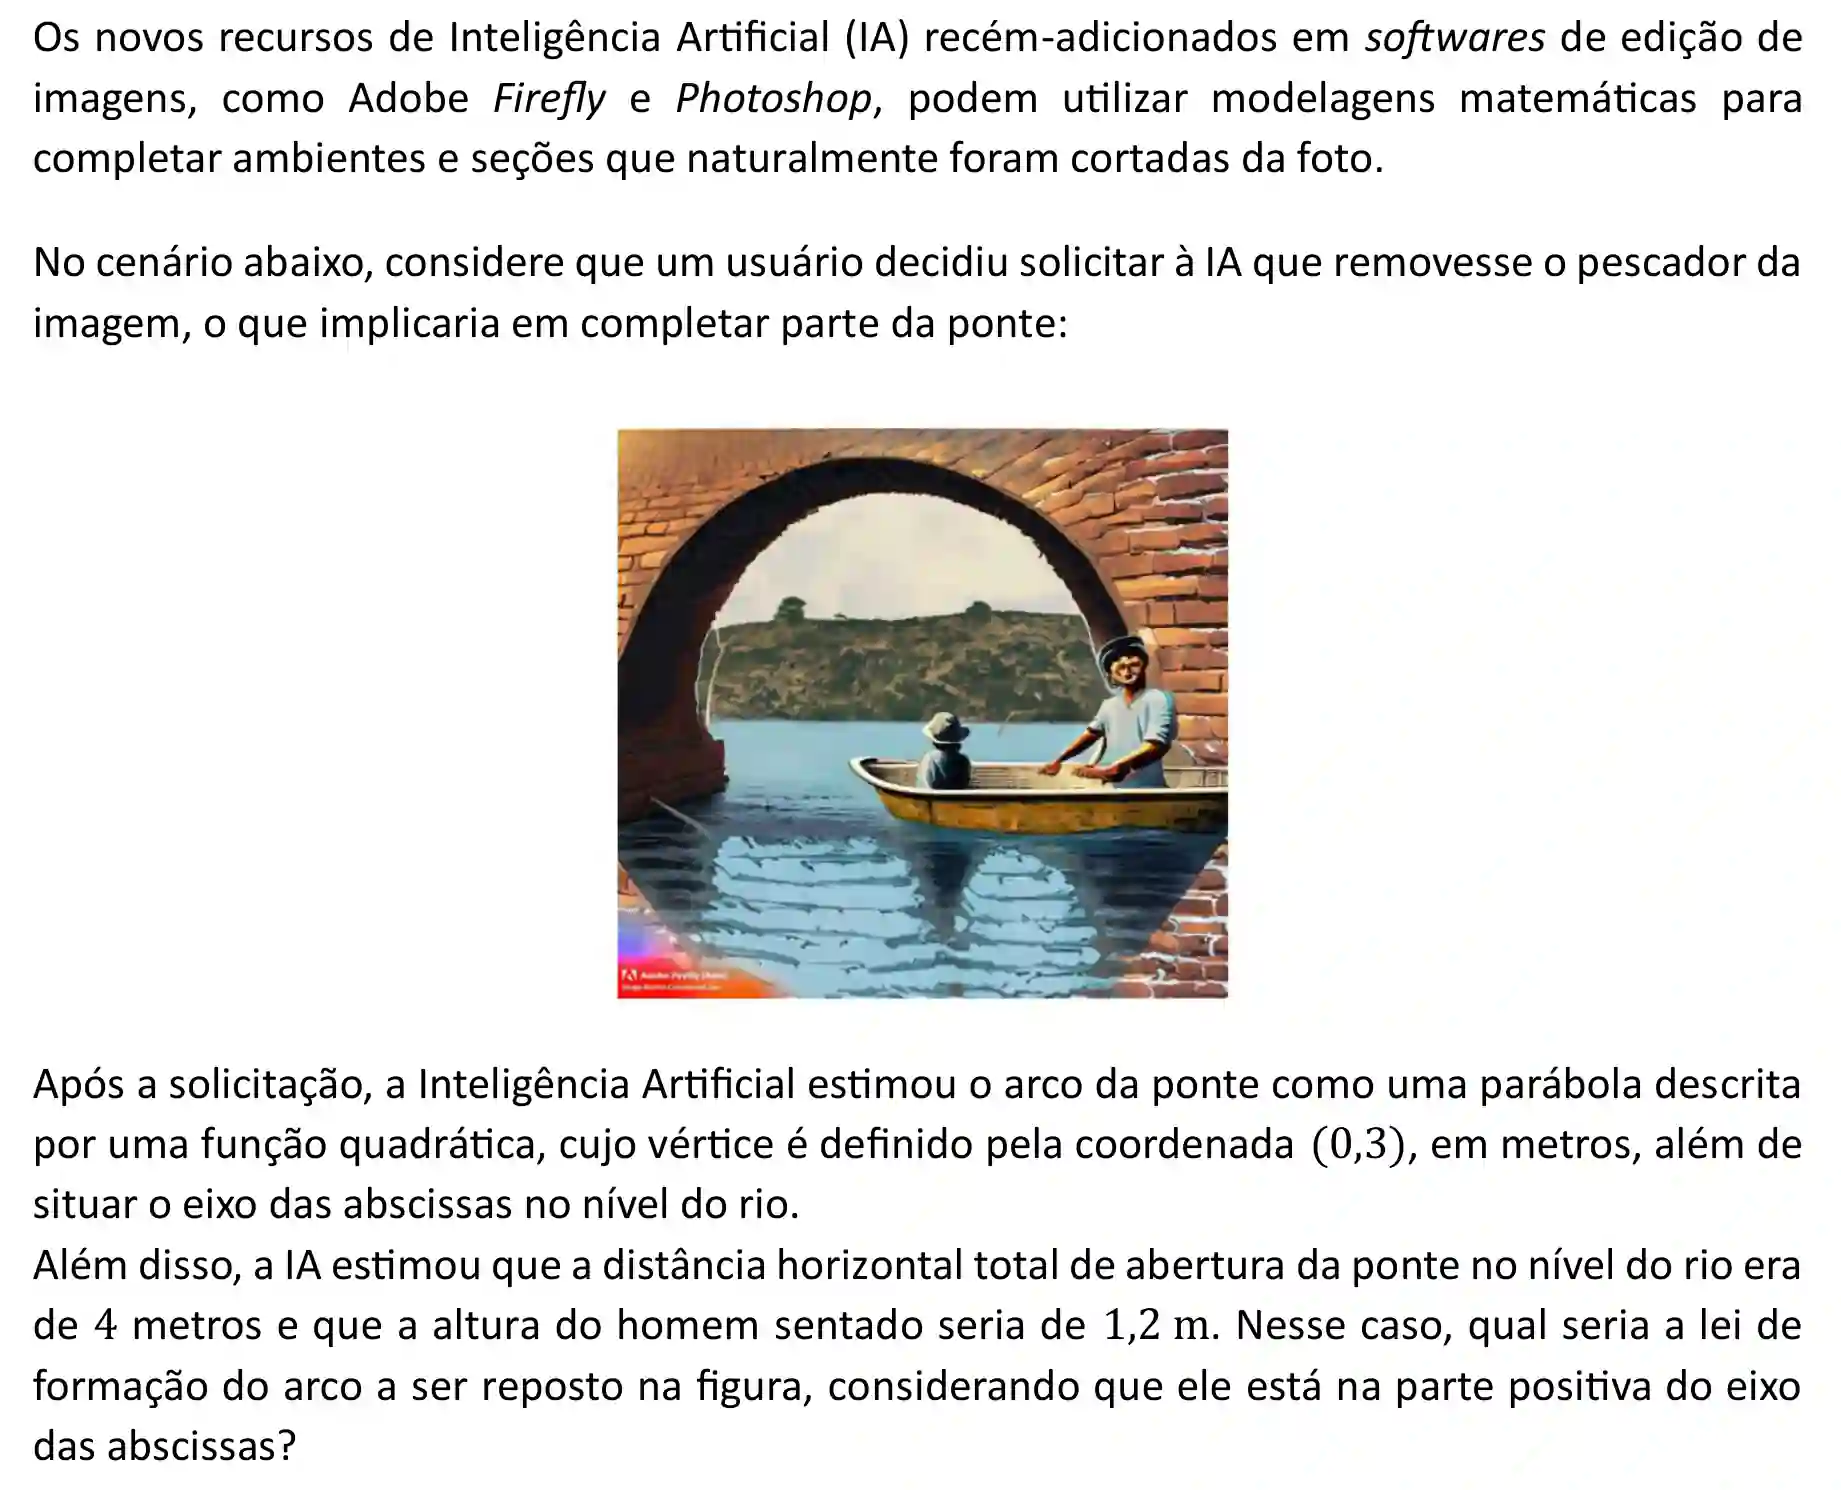 Os novos recursos de Inteligência Artificial (IA) recém-adicionados em softwares de edição de
imagens, como Adobe Firefly e Photoshop, podem utilizar modelagens matemáticas para
completar ambientes e seções que naturalmente foram cortadas da foto.
No cenário abaixo, considere que um usuário decidiu solicitar à IA que removesse o pescador da
imagem, o que implicaria em completar parte da ponte:
Após a solicitação, a Inteligência Artificial estimou o arco da ponte como uma parábola descrita
por uma função quadrática, cujo vértice é definido pela coordenada (0,3), em metros, além de
situar o eixo das abscissas no nível do rio.
Além disso, a IA estimou que a distância horizontal total de abertura da ponte no nível do rio era
de 4 metros e que a altura do homem sentado seria de 1,2 m. Nesse caso, qual seria a lei de
formação do arco a ser reposto na figura, considerando que ele está na parte positiva do eixo
das abscissas?